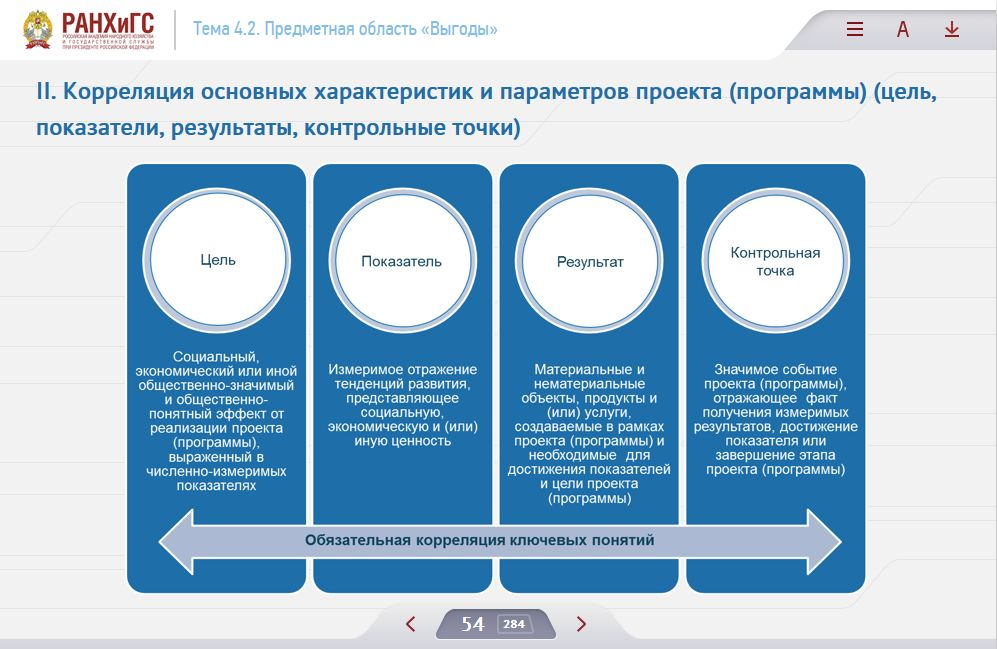 РАНХиГС
РОССИЙСКАЯ АКАДЕМИЯ НАРОДНОГО ХОЗЯЙСТВА
И ГОСУДАРСТВЕННОЙ СЛУЖБЫ
ПРИ ПРЕЗИДЕНТЕ РОССИЙСКОЙ ФЕДЕРАЦИИ
Тема 4.2. Предметная область «Выгоды»
А
II. Корреляция основных характеристик и параметров проекта (программы) (цель,
показатели, результаты, контрольные точки)
Цель
Социальный,
экономический или иной
общественно-значимый
и общественно-
понятный эффект от
реализации проекта
(программы),
выраженный в
численно-измеримых
показателях
Показатель
Измеримое отражение
тенденций развития,
представляющее
социальную,
экономическую и (или)
иную ценность
Результат
Материальные и
нематериальные
объекты, продукты и
(или) услуги,
создаваемые в рамках
проекта (программы) и
необходимые для
достижения показателей
и цели проекта
(программы)
Контрольная
точка
Значимое событие
проекта (программы),
отражающее факт
получения измеримых
результатов, достижение
показателя или
завершение этапа
проекта (программы)
Обязательная корреляция ключевых понятий
54 284